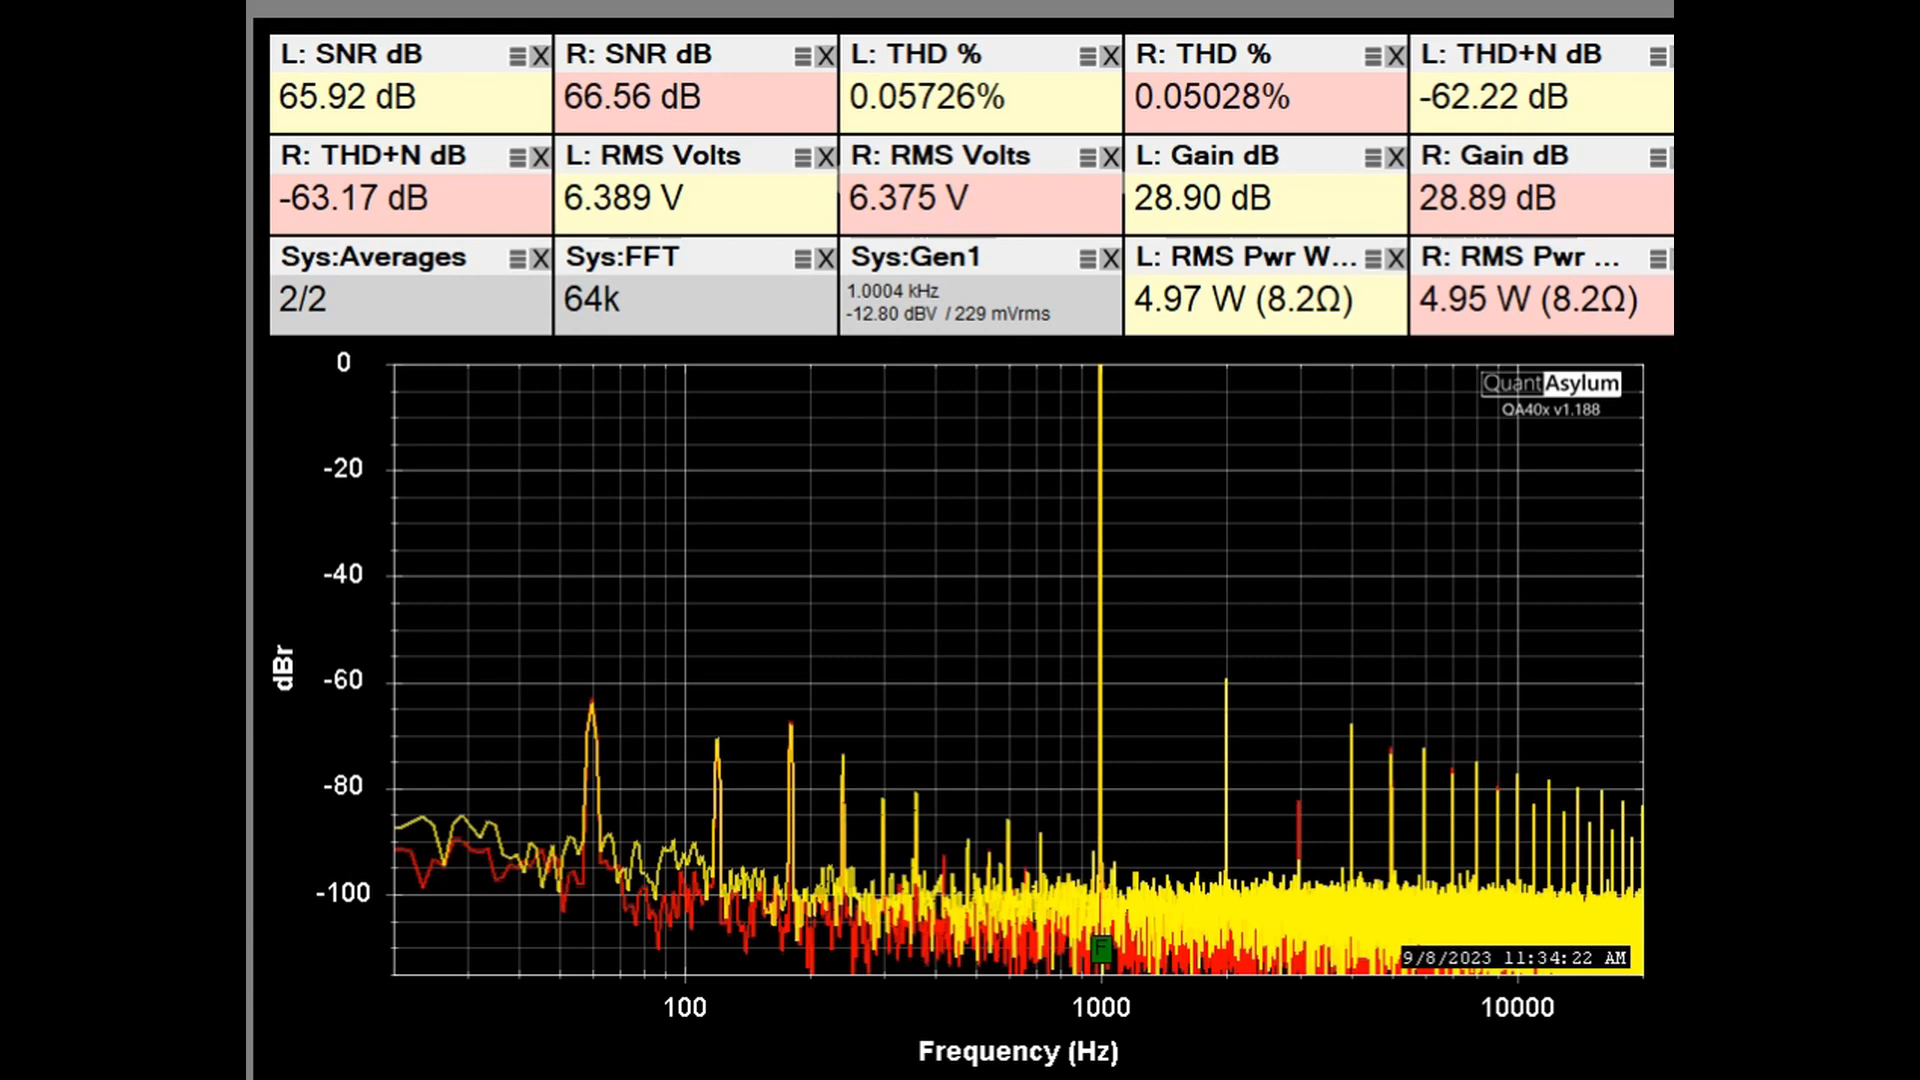 L: SNR dB
65.92 dB
R: SNR dB
66.56 dB
L: THD %
0.05726%
R: THD %
0.05028%
L: THD+N dB
-62.22 dB
R: THD+N dB
-63.17 dB
L: RMS Volts
6.389 V
R: RMS Volts
6.375 V
L: Gain dB
28.90 dB
R: Gain dB
28.89 dB
Sys:Averages
2/2
Sys:FFT
64k
Sys:Gen1
1.0004 kHz
-12.80 dBV / 229 mVrms
L: RMS Pwr W...
4.97 W (8.2Ω)
R: RMS Pwr ...
4.95 W (8.2Ω)
QuantAsylum
QA40x v1.188
0
-20
-40
-60
-80
-100
dBr
F
9/8/2023 11:34:22 AM
100
1000
10000
Frequency (Hz)